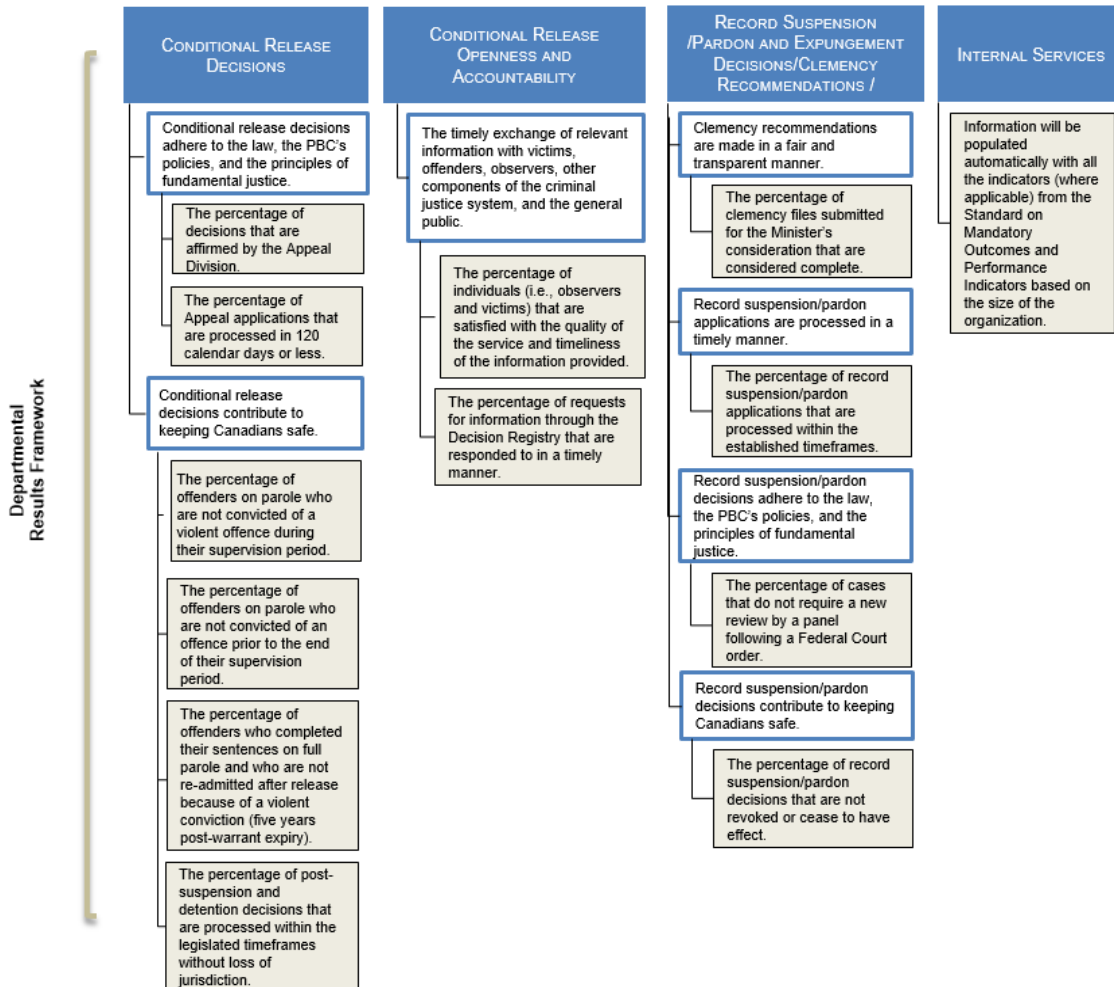 Departmental
Results Framework
CONDITIONAL RELEASE
DECISIONS
Conditional release decisions
adhere to the law, the PBC's
policies, and the principles of
fundamental justice.
The percentage of
decisions that are
affirmed by the Appeal
Division.
The percentage of
Appeal applications that
are processed in 120
calendar days or less.
Conditional release
decisions contribute to
keeping Canadians safe.
The percentage of
offenders on parole who
are not convicted of a
violent offence during
their supervision period.
The percentage of
offenders on parole who
are not convicted of an
offence prior to the end
of their supervision
period.
The percentage of
offenders who completed
their sentences on full
parole and who are not
re-admitted after release
because of a violent
conviction (five years
post-warrant expiry).
The percentage of post-
suspension and
detention decisions that
are processed within the
legislated timeframes
without loss of
jurisdiction.
CONDITIONAL RELEASE
OPENNESS AND
ACCOUNTABILITY
The timely exchange of relevant
information with victims,
offenders, observers, other
components of the criminal
justice system, and the general
public.
The percentage of
individuals (i.e., observers
and victims) that are
satisfied with the quality of
the service and timeliness
of the information provided.
The percentage of requests
for information through the
Decision Registry that are
responded to in a timely
manner.
RECORD SUSPENSION
/PARDON AND EXPUNGEMENT
DECISIONS/CLEMENCY
RECOMMENDATIONS /
Clemency recommendations
are made in a fair and
transparent manner.
The percentage of
clemency files submitted
for the Minister's
consideration that are
considered complete.
Record suspension/pardon
applications are processed in a
timely manner.
The percentage of record
suspension/pardon
applications that are
processed within the
established timeframes.
Record suspension/pardon
decisions adhere to the law,
the PBC's policies, and the
principles of fundamental
justice.
The percentage of cases
that do not require a new
review by a panel
following a Federal Court
order.
Record suspension/pardon
decisions contribute to keeping
Canadians safe.
The percentage of record
suspension/pardon
decisions that are not
revoked or cease to have
effect.
INTERNAL SERVICES
Information will be
populated
automatically with all
the indicators (where
applicable) from the
Standard on
Mandatory
Outcomes and
Performance
Indicators based on
the size of the
organization.